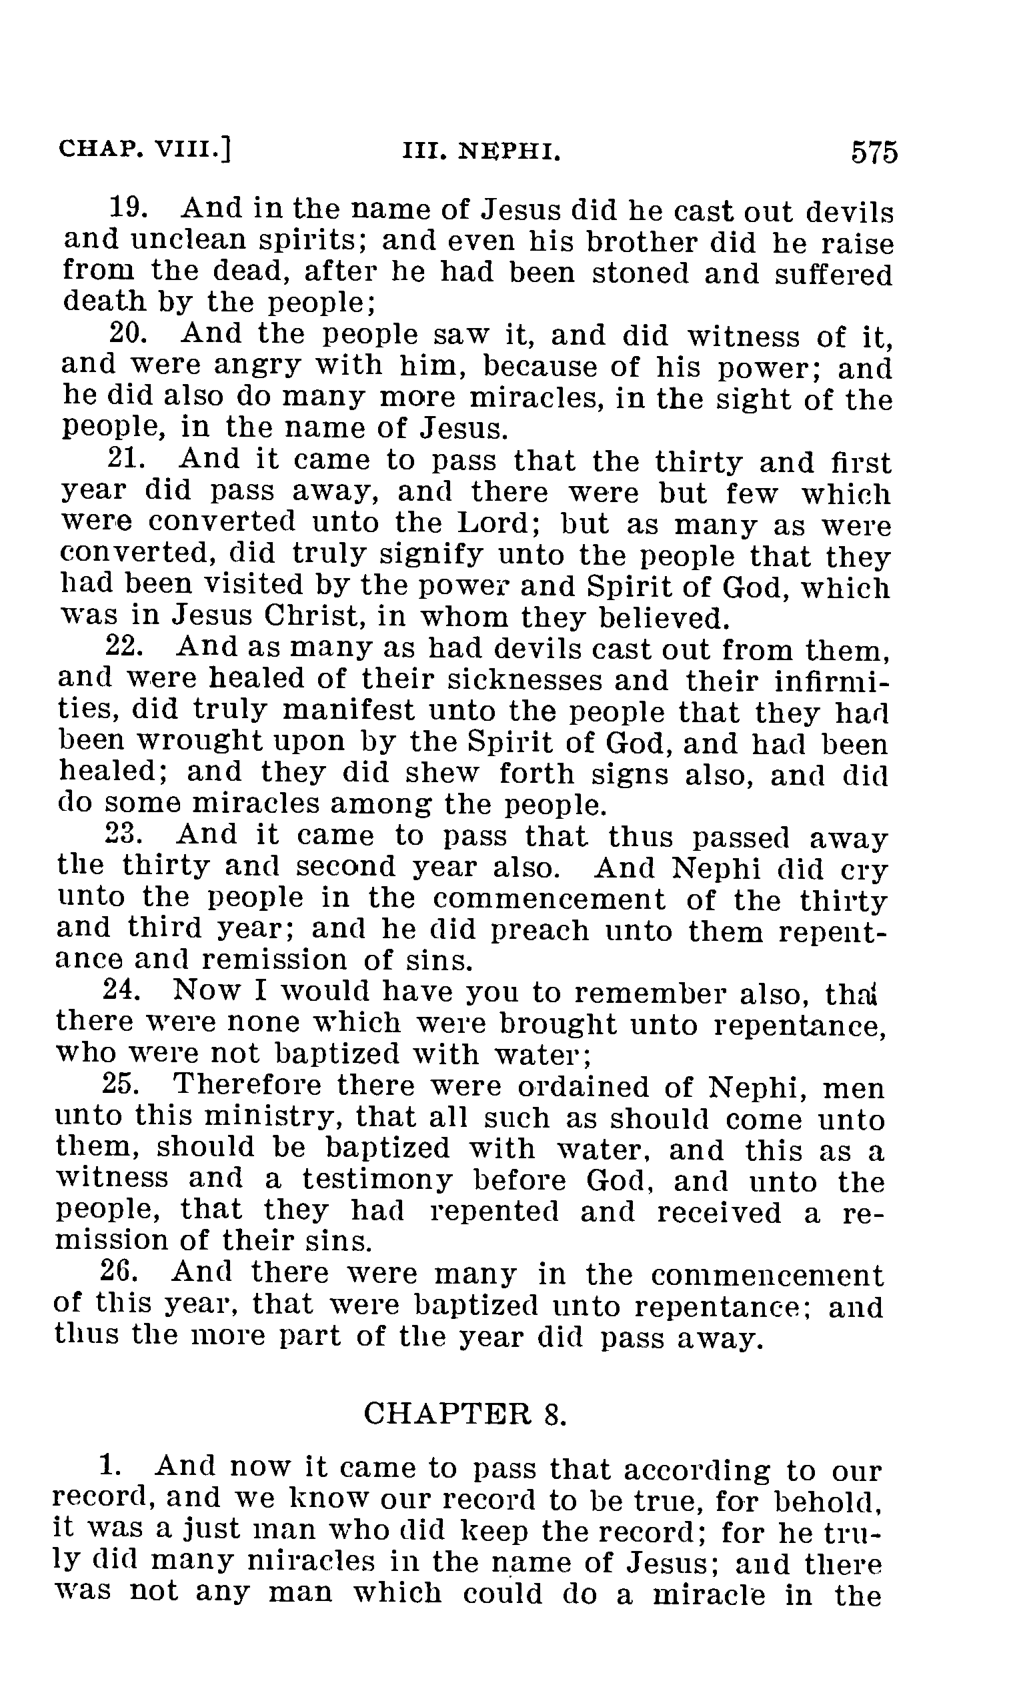 CHAP. VIII.] III. NEPHI. 575
19. And in the name of Jesus did he cast out devils
and unclean spirits; and even his brother did he raise
from the dead, after he had been stoned and suffered
death by the people;
20. And the people saw it, and did witness of it,
and were angry with him, because of his power; and
he did also do many more miracles, in the sight of the
people, in the name of Jesus.
21. And it came to pass that the thirty and first
year did pass away, and there were but few which
were converted unto the Lord; but as many as were
converted, did truly signify unto the people that they
had been visited by the power and Spirit of God, which
was in Jesus Christ, in whom they believed.
22. And as many as had devils cast out from them,
and were healed of their sicknesses and their infirmi-
ties, did truly manifest unto the people that they had
been wrought upon by the Spirit of God, and had been
healed; and they did shew forth signs also, and did
do some miracles among the people.
23. And it came to pass that thus passed away
the thirty and second year also. And Nephi did cry
unto the people in the commencement of the thirty
and third year; and he did preach unto them repent-
ance and remission of sins.
24. Now I would have you to remember also, that
there were none which were brought unto repentance,
who were not baptized with water;
25. Therefore there were ordained of Nephi, men
unto this ministry, that all such as should come unto
them, should be baptized with water, and this as a
witness and a testimony before God, and unto the
people, that they had repented and received a re-
mission of their sins.
26. And there were many in the commencement
of this year, that were baptized unto repentance; and
thus the more part of the year did pass away.
CHAPTER 8.
1. And now it came to pass that according to our
record, and we know our record to be true, for behold,
it was a just man who did keep the record; for he tru-
ly did many miracles in the name of Jesus; and there
was not any man which could do a miracle in the